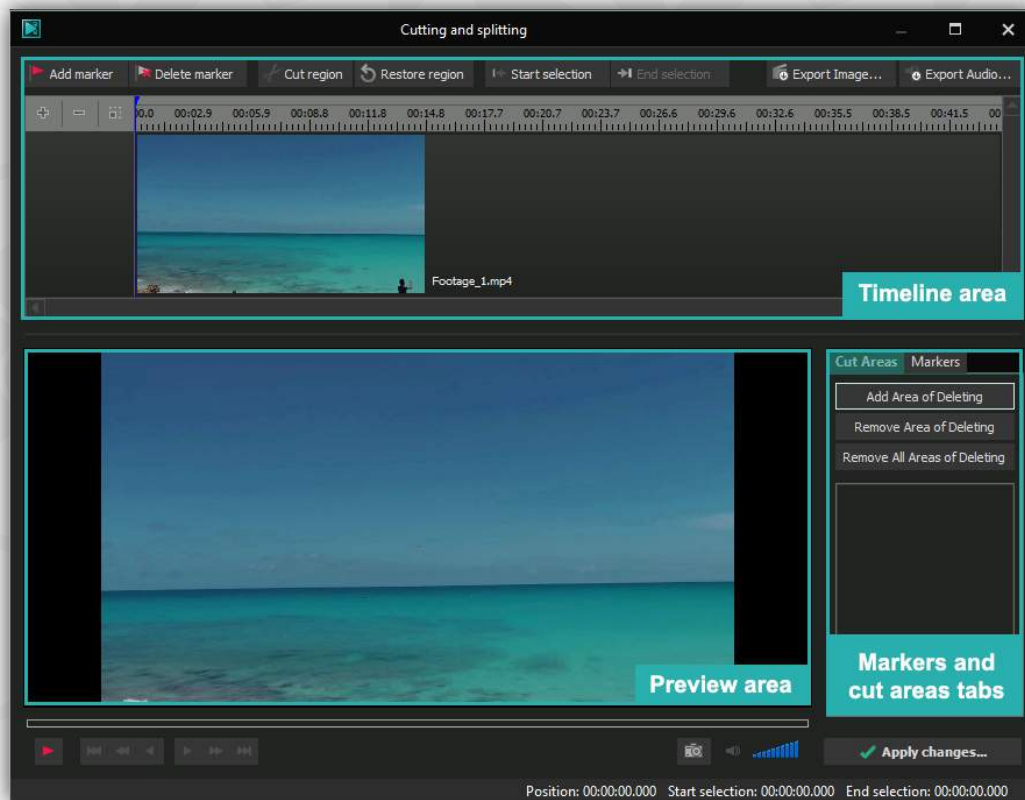 Cutting and splitting
Add marker Delete marker Cut region Restore region Start selection End selection Export Image... Export Audio...
00.0 00:02.9 00:05.9 00:08.8 00:11.8 00:14.8 00:17.7 00:20.7 00:23.7 00:26.6 00:29.6 00:32.6 00:35.5 00:38.5 00:41.5 00
Footage_1.mp4
Timeline area
Cut Areas Markers
Add Area of Deleting
Remove Area of Deleting
Remove All Areas of Deleting
Preview area
Markers and
cut areas tabs
Apply changes...
Position: 00:00:00.000 Start selection: 00:00:00.000 End selection: 00:00:00.000